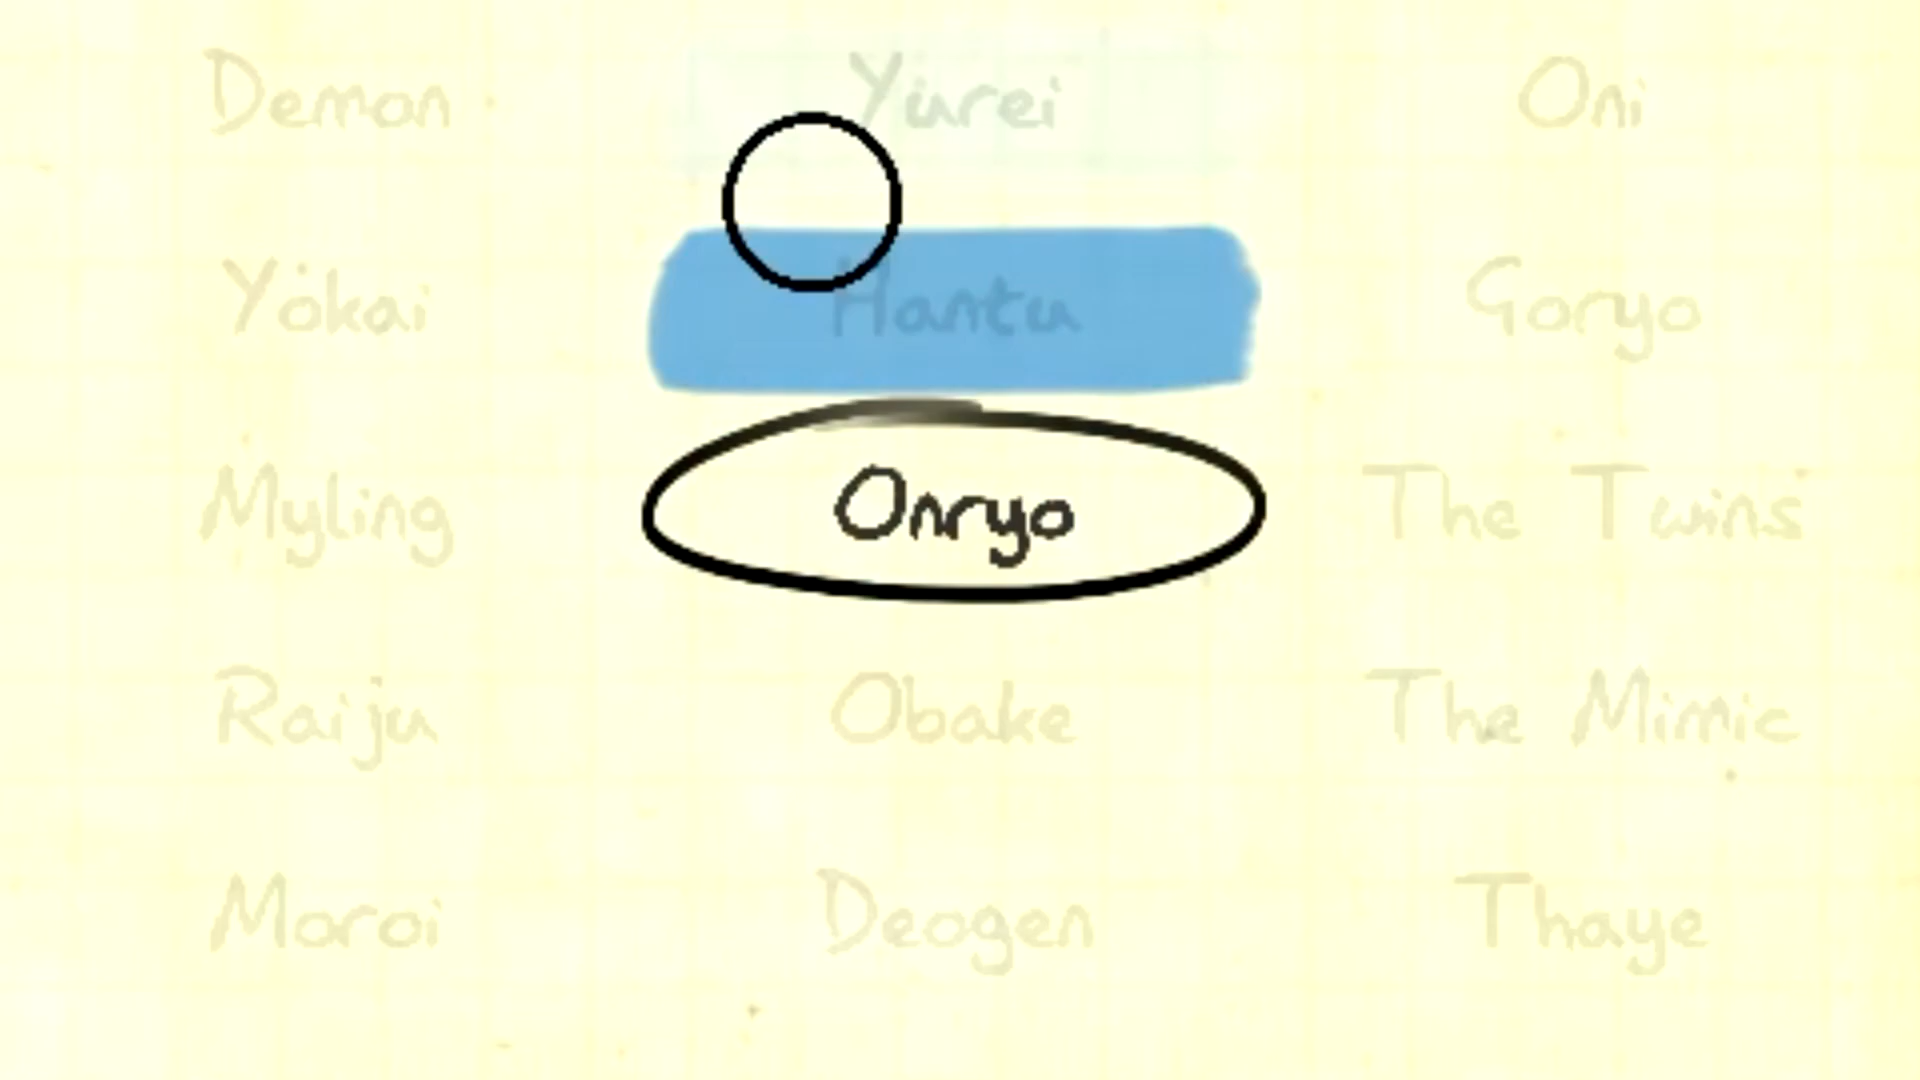 Demon Yurei Oni
Yokai Hantu Goryo
Myling Onryo The Twins
Raiju Obake The Mimic
Moroi Deogen Thaye